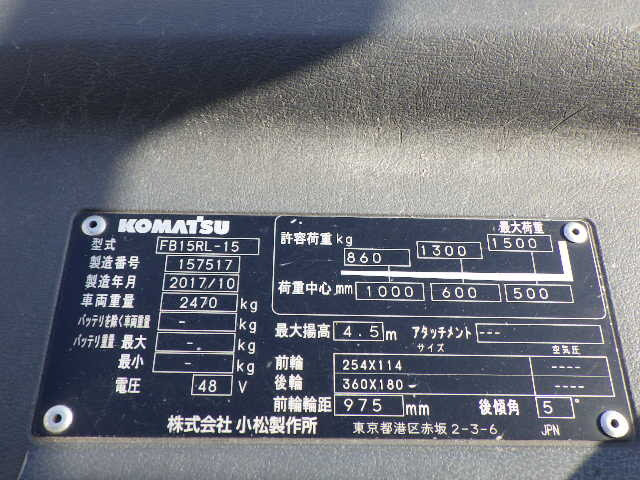 KOMATSU
型式 FB15RL-15
製造番号 157517
製造年月 2017/10
車両重量 2470 kg
バッテリを除く車両重量 - kg
バッテリ重量 最大 - kg
最小 - kg
電圧 48 V
最大荷重
許容荷重 kg 860 1300 1500
荷重中心 mm 1000 600 500
最大揚高 4.5 m アタッチメント ---
サイズ 空気圧
前輪 254X114 ----
後輪 360X180- ----
前輪輪距 975 mm 後傾角 5°
株式会社 小松製作所 東京都港区赤坂 2-3-6 JPN